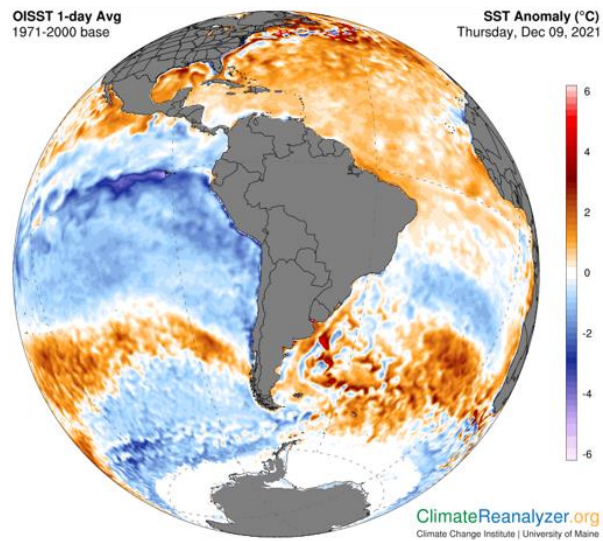 OISST 1-day Avg
1971-2000 base
SST Anomaly (°C)
Thursday, Dec 09, 2021
6
4
2
0
-2
-4
-6
ClimateReanalyzer.org
Climate Change Institute | University of Maine